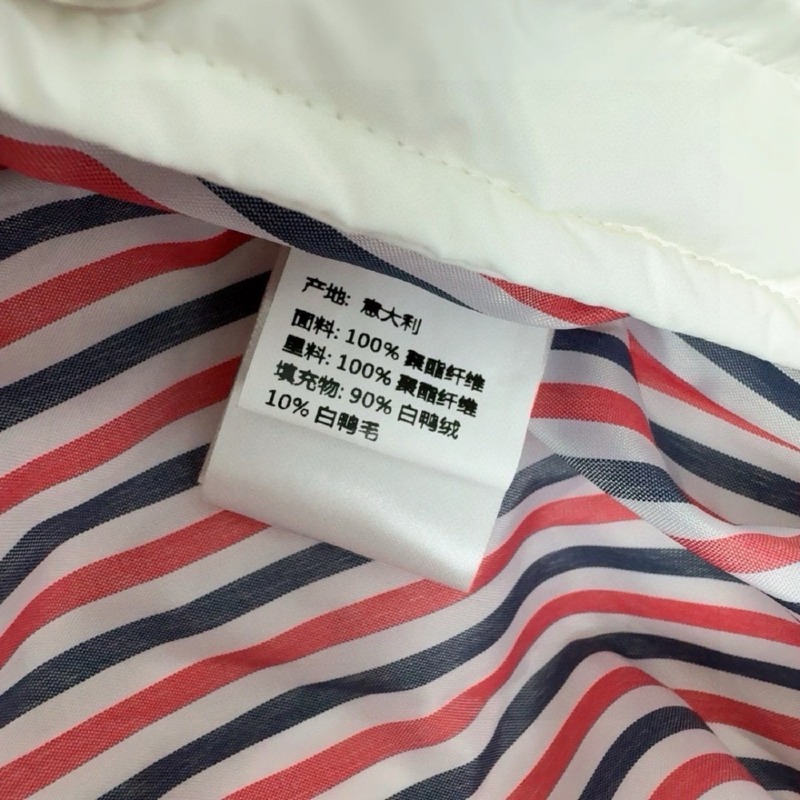 产地: 意大利
面料: 100% 聚酯纤维
里料: 100% 聚酯纤维
填充物: 90% 白鸭绒
10% 白鸭毛